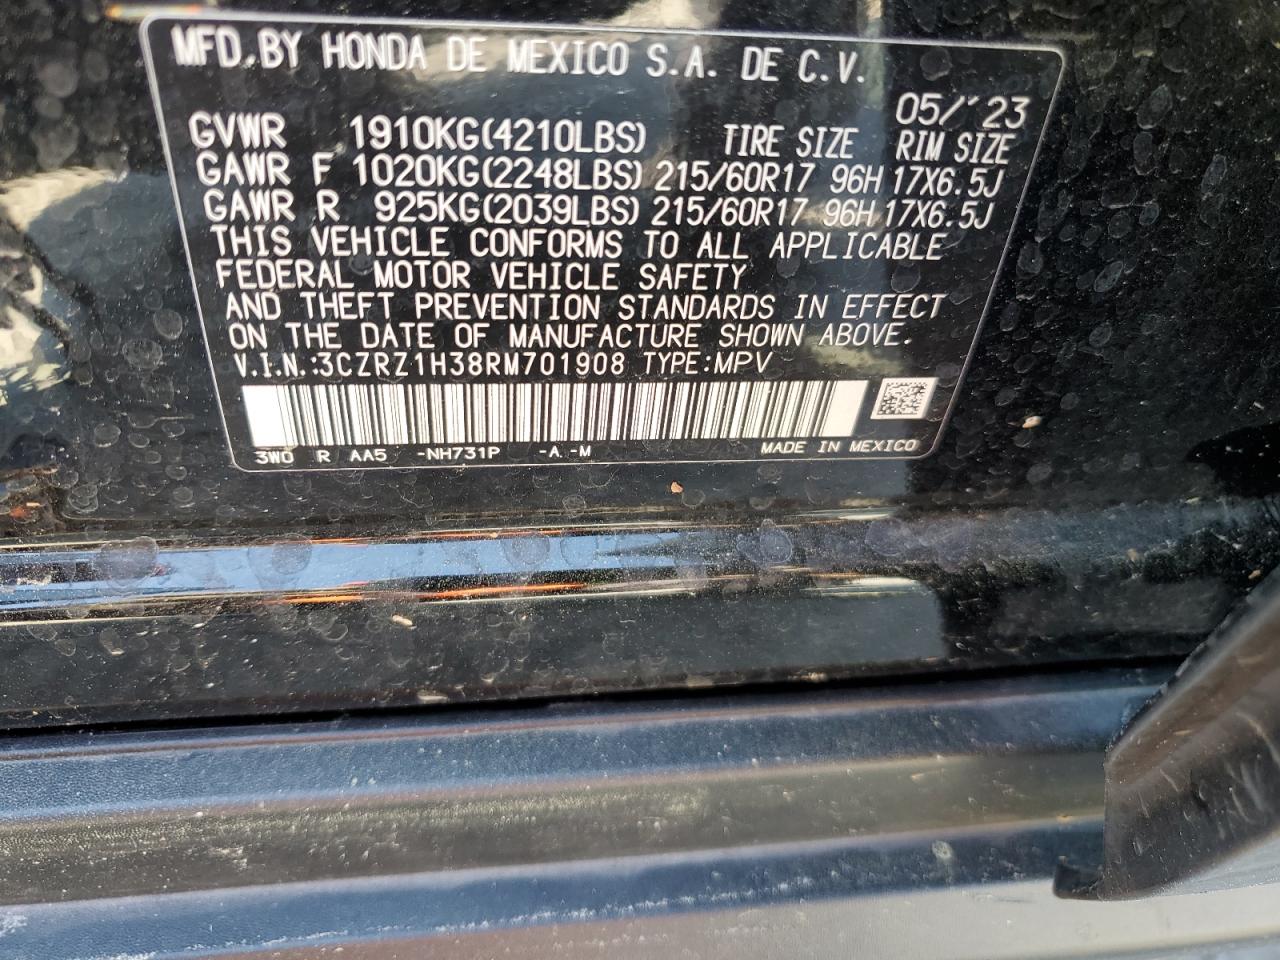 MFD.BY HONDA DE MEXICO S.A. DE C.V.
05/'23
GVWR 1910KG(4210LBS) TIRE SIZE RIM SIZE
GAWR F 1020KG(2248LBS) 215/60R17 96H 17X6.5J
GAWR R 925KG(2039LBS) 215/60R17 96H 17X6.5J
THIS VEHICLE CONFORMS TO ALL APPLICABLE
FEDERAL MOTOR VEHICLE SAFETY
AND THEFT PREVENTION STANDARDS IN EFFECT
ON THE DATE OF MANUFACTURE SHOWN ABOVE.
V.I.N.:3CZRZ1H38RM701908 TYPE:MPV
3W0 R AA5 -NH731P -A -M MADE IN MEXICO